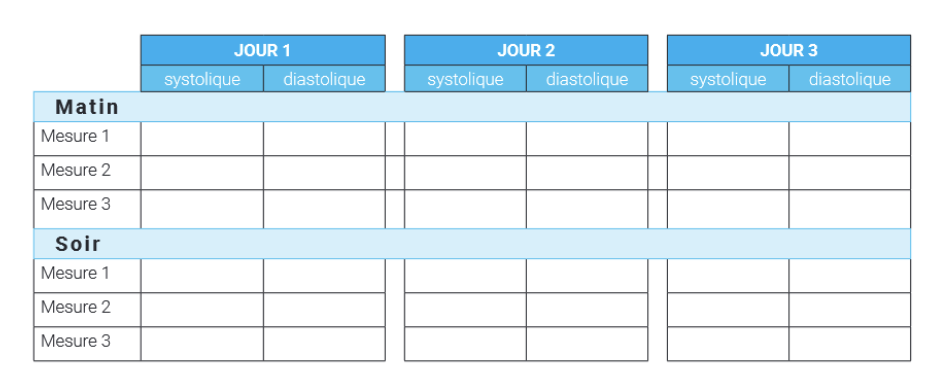 JOUR 1 JOUR 2 JOUR 3
systolique diastolique systolique diastolique systolique diastolique
Matin
Mesure 1
Mesure 2
Mesure 3
Soir
Mesure 1
Mesure 2
Mesure 3